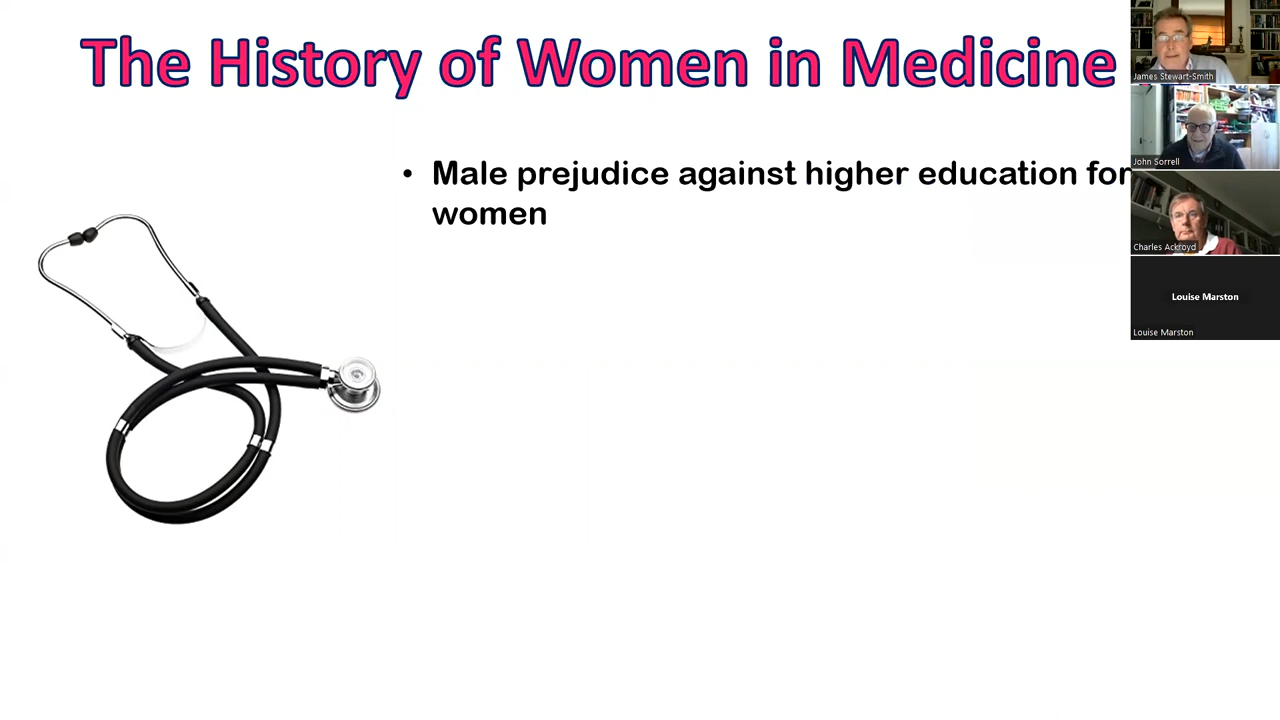 The History of Women in Medicine
• Male prejudice against higher education for
women
James Stewart-Smith
John Sorrell
Charles Ackroyd
Louise Marston
Louise Marston